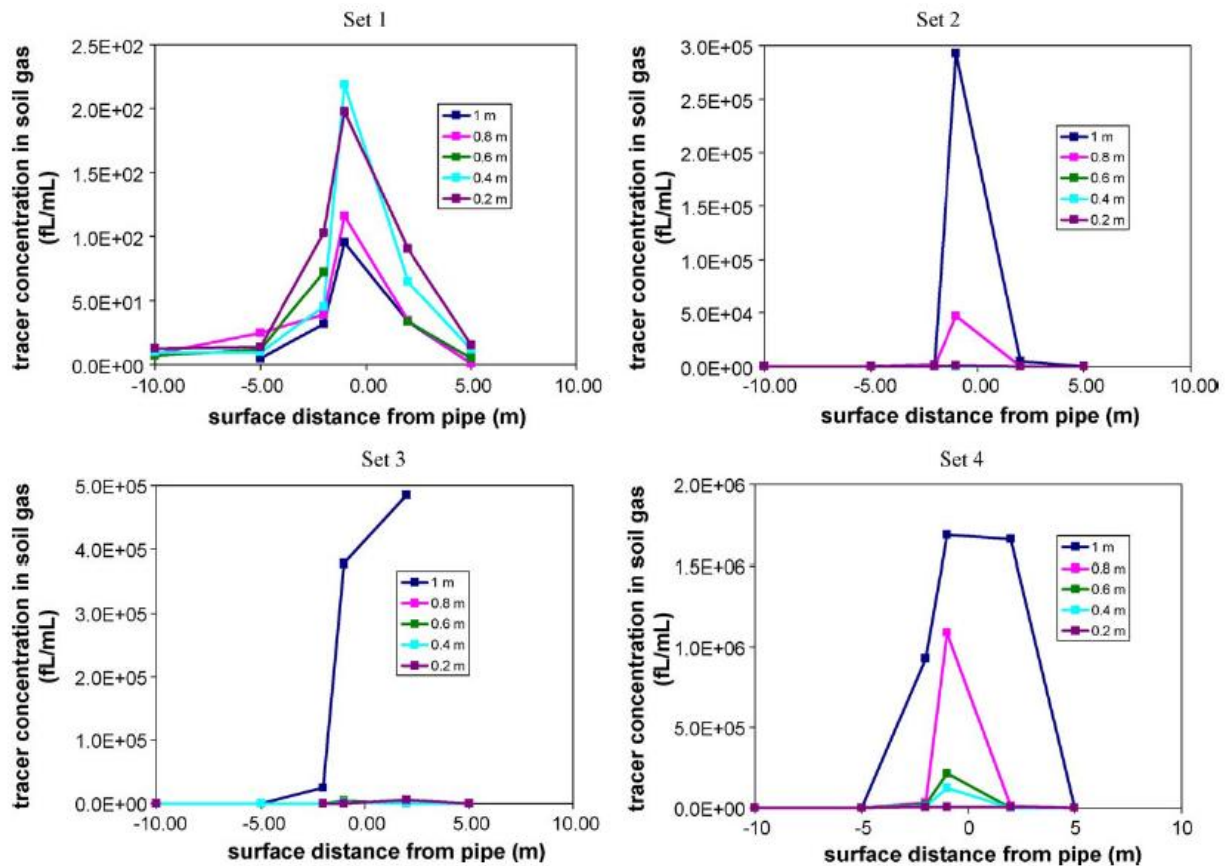 Set 1
tracer concentration in soil gas
(fL/mL)
2.5E+02
2.0E+02
1.5E+02
1.0E+02
5.0E+01
0.0E+00
-10.00 -5.00 0.00 5.00 10.00
surface distance from pipe (m)
1 m
0.8 m
0.6 m
0.4 m
0.2 m
Set 2
tracer concentration in soil gas
(fL/mL)
3.0E+05
2.5E+05
2.0E+05
1.5E+05
1.0E+05
5.0E+04
0.0E+00
-10.00 -5.00 0.00 5.00 10.00
surface distance from pipe (m)
1 m
0.8 m
0.6 m
0.4 m
0.2 m
Set 3
tracer concentration in soil gas
(fL/mL)
5.0E+05
4.0E+05
3.0E+05
2.0E+05
1.0E+05
0.0E+00
-10.00 -5.00 0.00 5.00 10.00
surface distance from pipe (m)
1 m
0.8 m
0.6 m
0.4 m
0.2 m
Set 4
tracer concentration in soil gas
(fL/mL)
2.0E+06
1.5E+06
1.0E+06
5.0E+05
0.0E+00
-10 -5 0 5 10
surface distance from pipe (m)
1 m
0.8 m
0.6 m
0.4 m
0.2 m